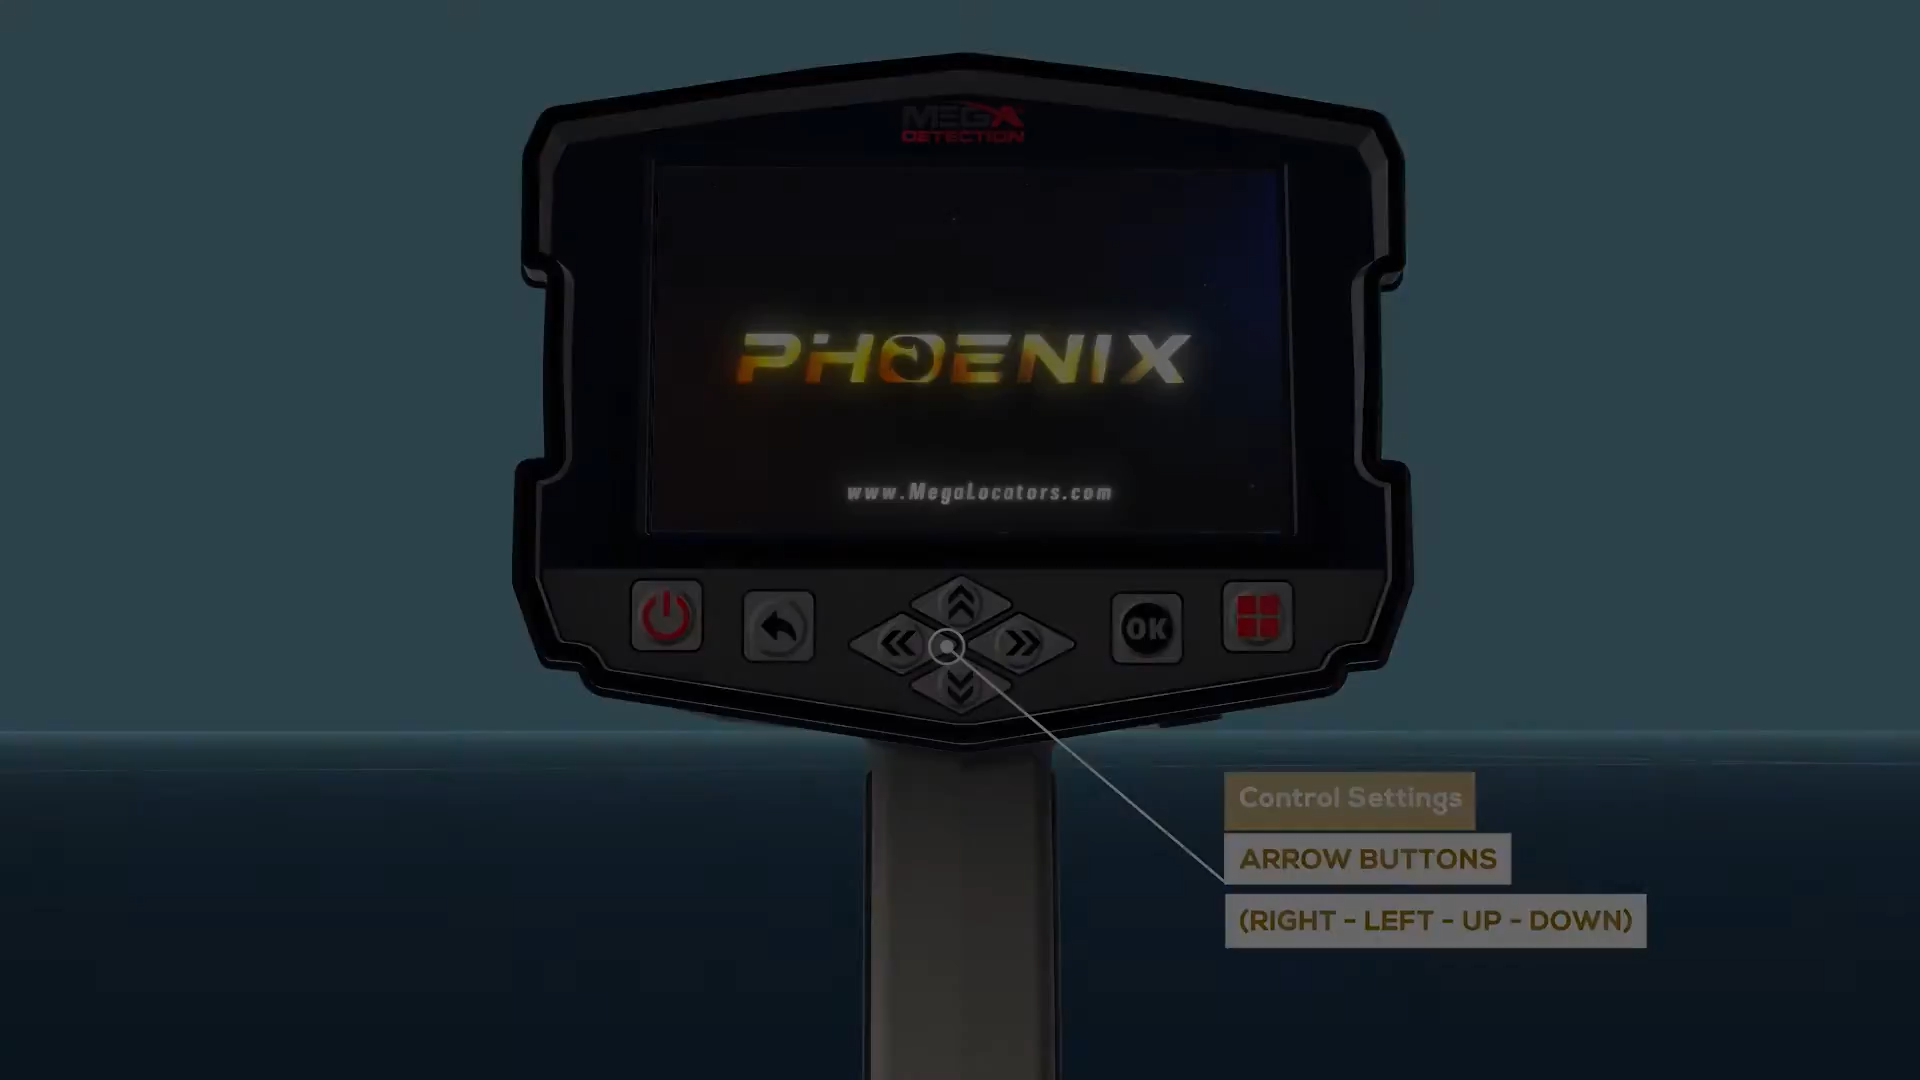 MEGA
DETECTION
PHOENIX
www.MegaLocators.com
OK
Control Settings
ARROW BUTTONS
(RIGHT - LEFT - UP - DOWN)